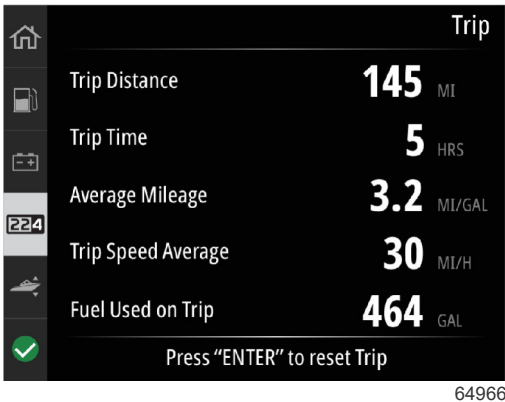 Trip
Trip Distance 145 MI
Trip Time 5 HRS
Average Mileage 3.2 MI/GAL
224
Trip Speed Average 30 MI/H
Fuel Used on Trip 464 GAL
Press “ENTER” to reset Trip
64966